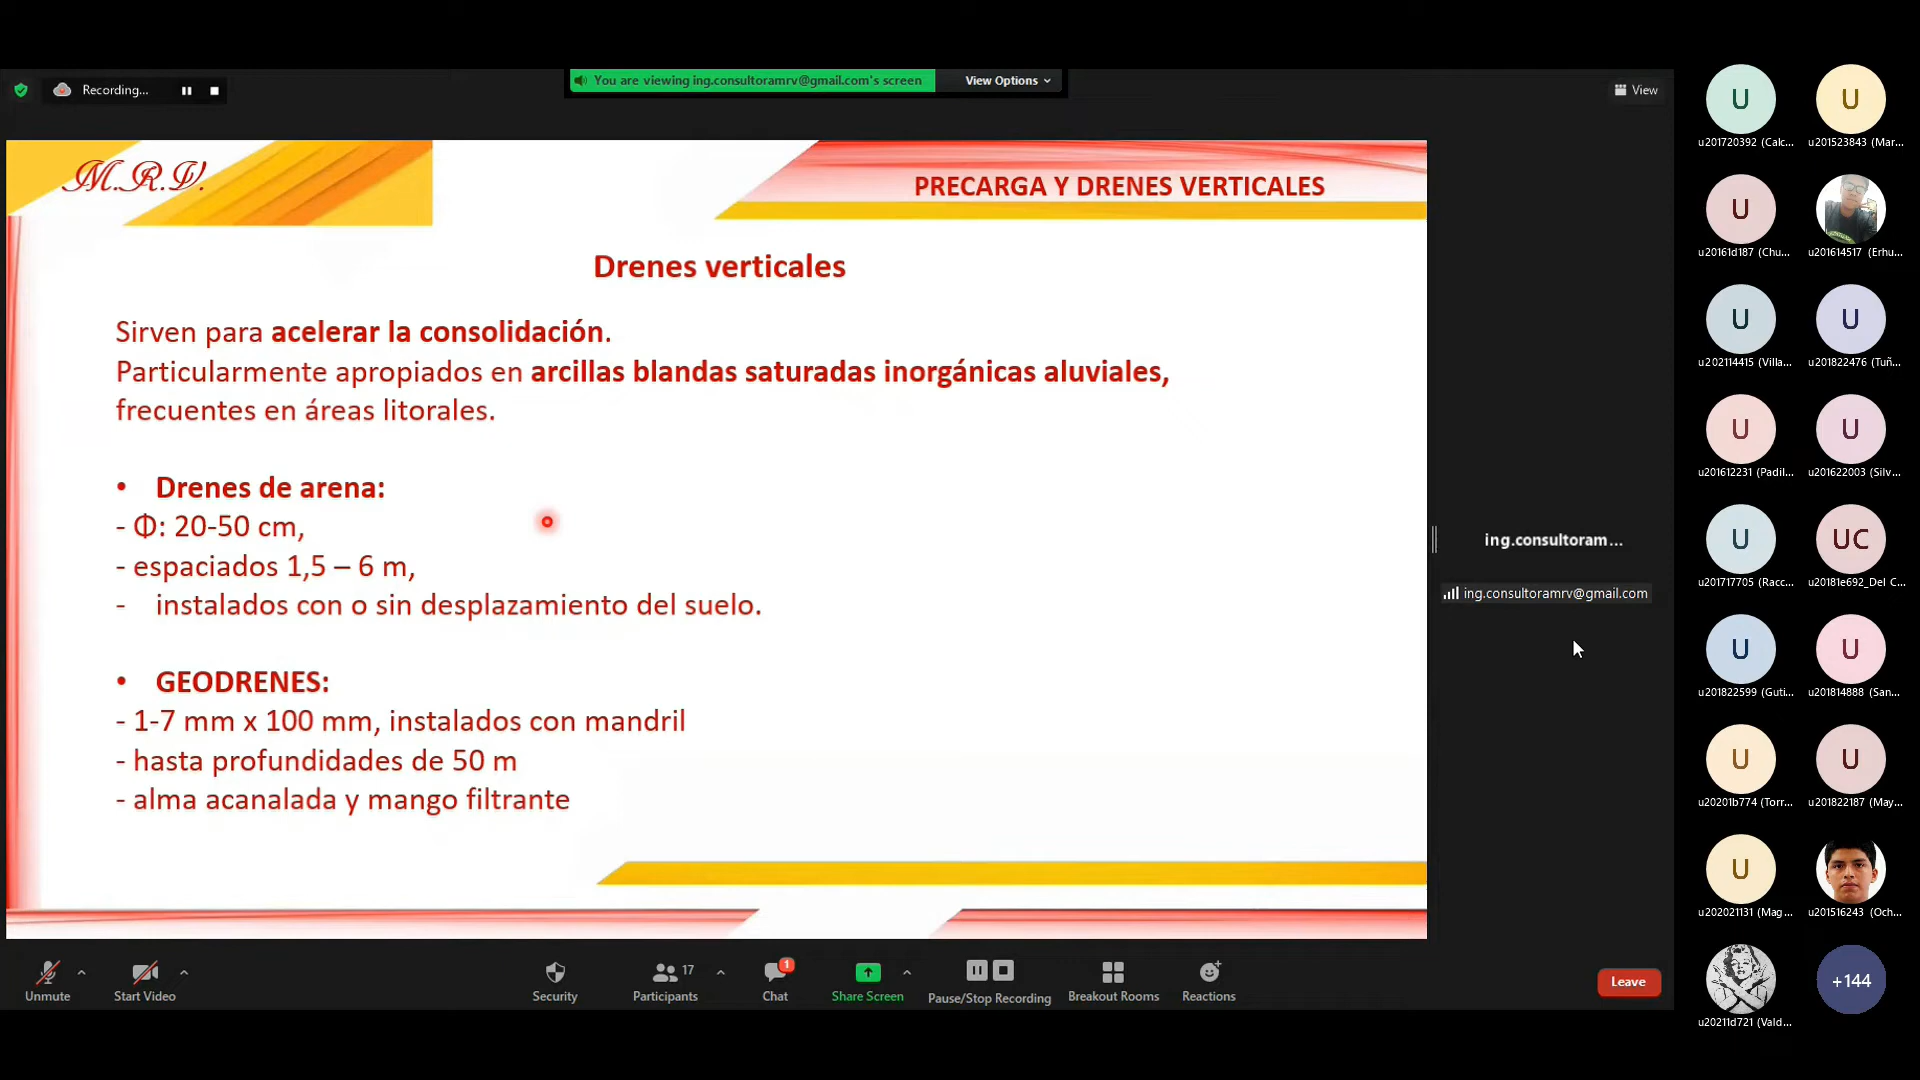 Recording...
You are viewing ing.consultoramrv@gmail.com's screen
View Options
View
M.R.V.
PRECARGA Y DRENES VERTICALES
Drenes verticales
Sirven para acelerar la consolidación.
Particularmente apropiados en arcillas blandas saturadas inorgánicas aluviales,
frecuentes en áreas litorales.
• Drenes de arena:
- Φ: 20-50 cm,
- espaciados 1,5 – 6 m,
- instalados con o sin desplazamiento del suelo.
• GEODRENES:
- 1-7 mm x 100 mm, instalados con mandril
- hasta profundidades de 50 m
- alma acanalada y mango filtrante
ing.consultoram...
ing.consultoramrv@gmail.com
Unmute
Start Video
Security
17
Participants
1
Chat
Share Screen
Pause/Stop Recording
Breakout Rooms
Reactions
Leave
U
U
u201720392 (Calc...
u201523843 (Mar...
U
u20161d187 (Chu...
u201614517 (Erhu...
U
U
u202114415 (Villa...
u201822476 (Tuñ...
U
U
u201612231 (Padil...
u201622003 (Silv...
U
UC
u201717705 (Racc...
u20181e692_Del C...
U
U
u201822599 (Guti...
u201814888 (San...
U
U
u20201b774 (Torr...
u201822187 (May...
U
u202021131 (Mag...
u201516243 (Och...
+144
u20211d721 (Vald...